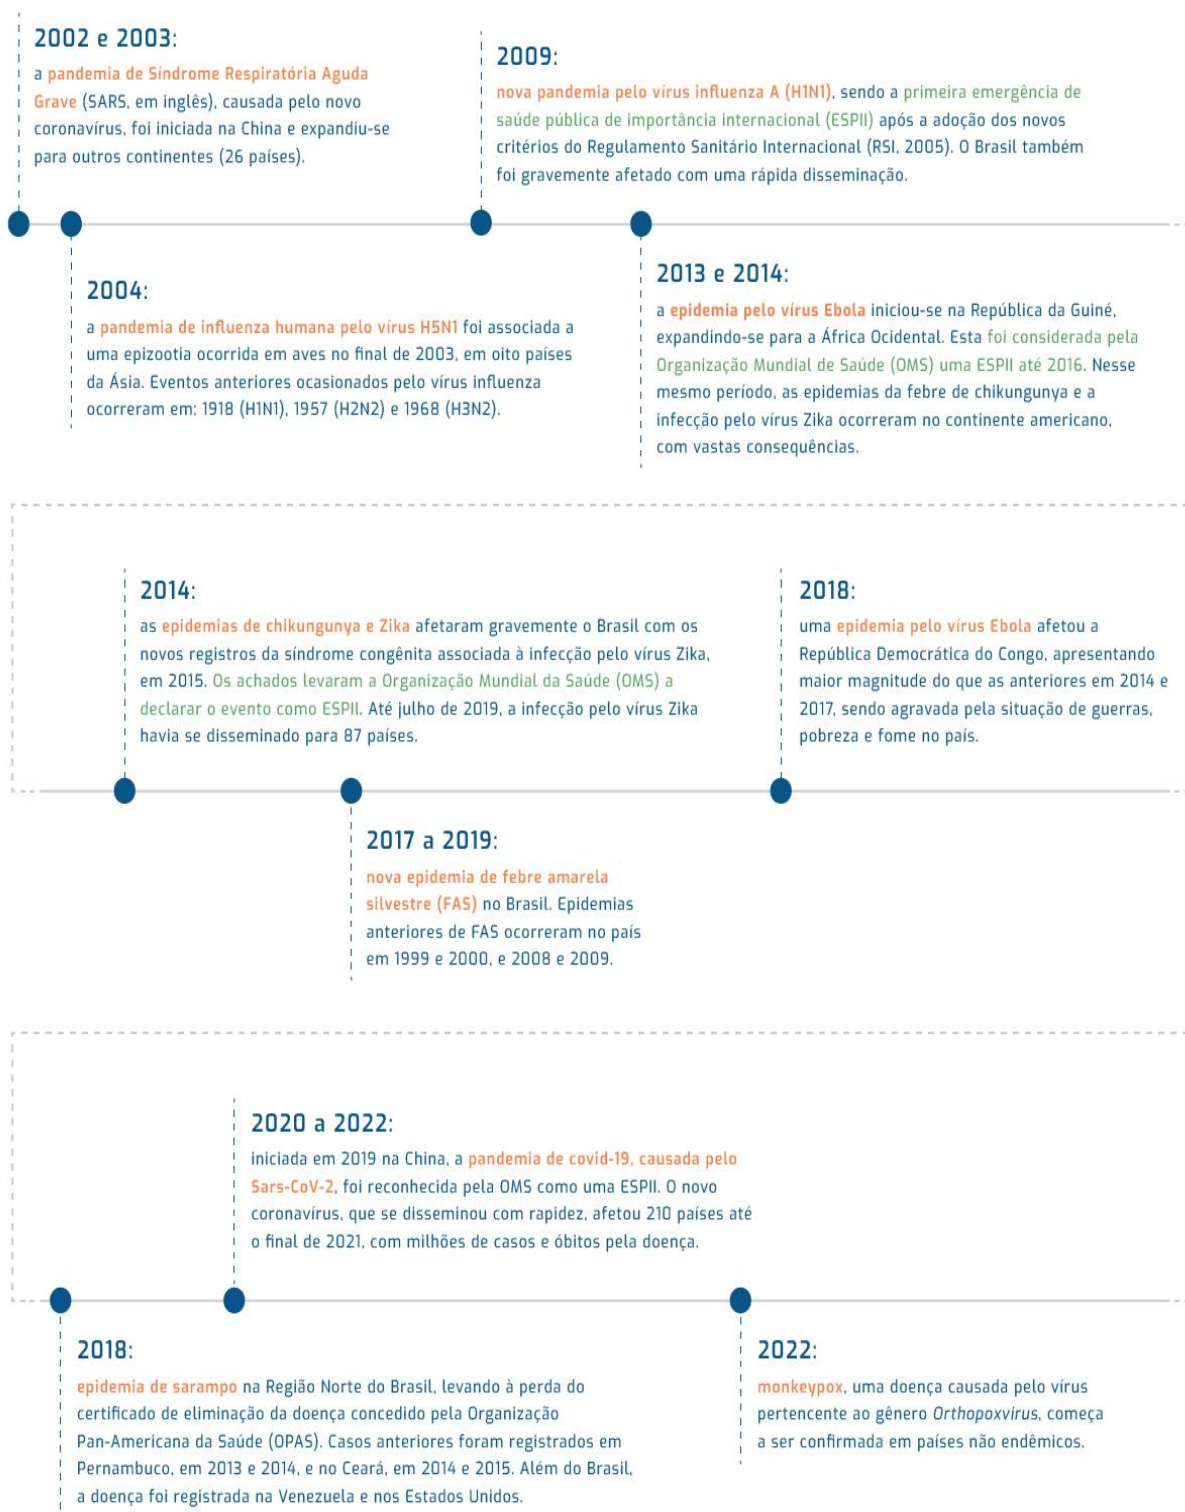 2002 e 2003:
a pandemia de Síndrome Respiratória Aguda
Grave (SARS, em inglês), causada pelo novo
coronavírus, foi iniciada na China e expandiu-se
para outros continentes (26 países).
2009:
nova pandemia pelo vírus influenza A (H1N1), sendo a primeira emergência de
saúde pública de importância internacional (ESPII) após a adoção dos novos
critérios do Regulamento Sanitário Internacional (RSI, 2005). O Brasil também
foi gravemente afetado com uma rápida disseminação.
2004:
a pandemia de influenza humana pelo vírus H5N1 foi associada a
uma epizootia ocorrida em aves no final de 2003, em oito países
da Ásia. Eventos anteriores ocasionados pelo vírus influenza
ocorreram em: 1918 (H1N1), 1957 (H2N2) e 1968 (H3N2).
2013 e 2014:
a epidemia pelo vírus Ebola iniciou-se na República da Guiné,
expandindo-se para a África Ocidental. Esta foi considerada pela
Organização Mundial de Saúde (OMS) uma ESPII até 2016. Nesse
mesmo período, as epidemias da febre de chikungunya e a
infecção pelo vírus Zika ocorreram no continente americano,
com vastas consequências.
2014:
as epidemias de chikungunya e Zika afetaram gravemente o Brasil com os
novos registros da síndrome congênita associada à infecção pelo vírus Zika,
em 2015. Os achados levaram a Organização Mundial da Saúde (OMS) a
declarar o evento como ESPII. Até julho de 2019, a infecção pelo vírus Zika
havia se disseminado para 87 países.
2018:
uma epidemia pelo vírus Ebola afetou a
República Democrática do Congo, apresentando
maior magnitude do que as anteriores em 2014 e
2017, sendo agravada pela situação de guerras,
pobreza e fome no país.
2017 a 2019:
nova epidemia de febre amarela
silvestre (FAS) no Brasil. Epidemias
anteriores de FAS ocorreram no país
em 1999 e 2000, e 2008 e 2009.
2020 a 2022:
iniciada em 2019 na China, a pandemia de covid-19, causada pelo
Sars-CoV-2, foi reconhecida pela OMS como uma ESPII. O novo
coronavírus, que se disseminou com rapidez, afetou 210 países até
o final de 2021, com milhões de casos e óbitos pela doença.
2018:
epidemia de sarampo na Região Norte do Brasil, levando à perda do
certificado de eliminação da doença concedido pela Organização
Pan-Americana da Saúde (OPAS). Casos anteriores foram registrados em
Pernambuco, em 2013 e 2014, e no Ceará, em 2014 e 2015. Além do Brasil,
a doença foi registrada na Venezuela e nos Estados Unidos.
2022:
monkeypox, uma doença causada pelo vírus
pertencente ao gênero Orthopoxvirus, começa
a ser confirmada em países não endêmicos.